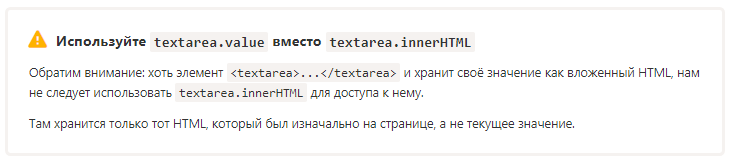 Используйте textarea.value вместо textarea.innerHTML
Обратим внимание: хоть элемент <textarea>...</textarea> и хранит своё значение как вложенный HTML, нам
не следует использовать textarea.innerHTML для доступа к нему.
Там хранится только тот HTML, который был изначально на странице, а не текущее значение.